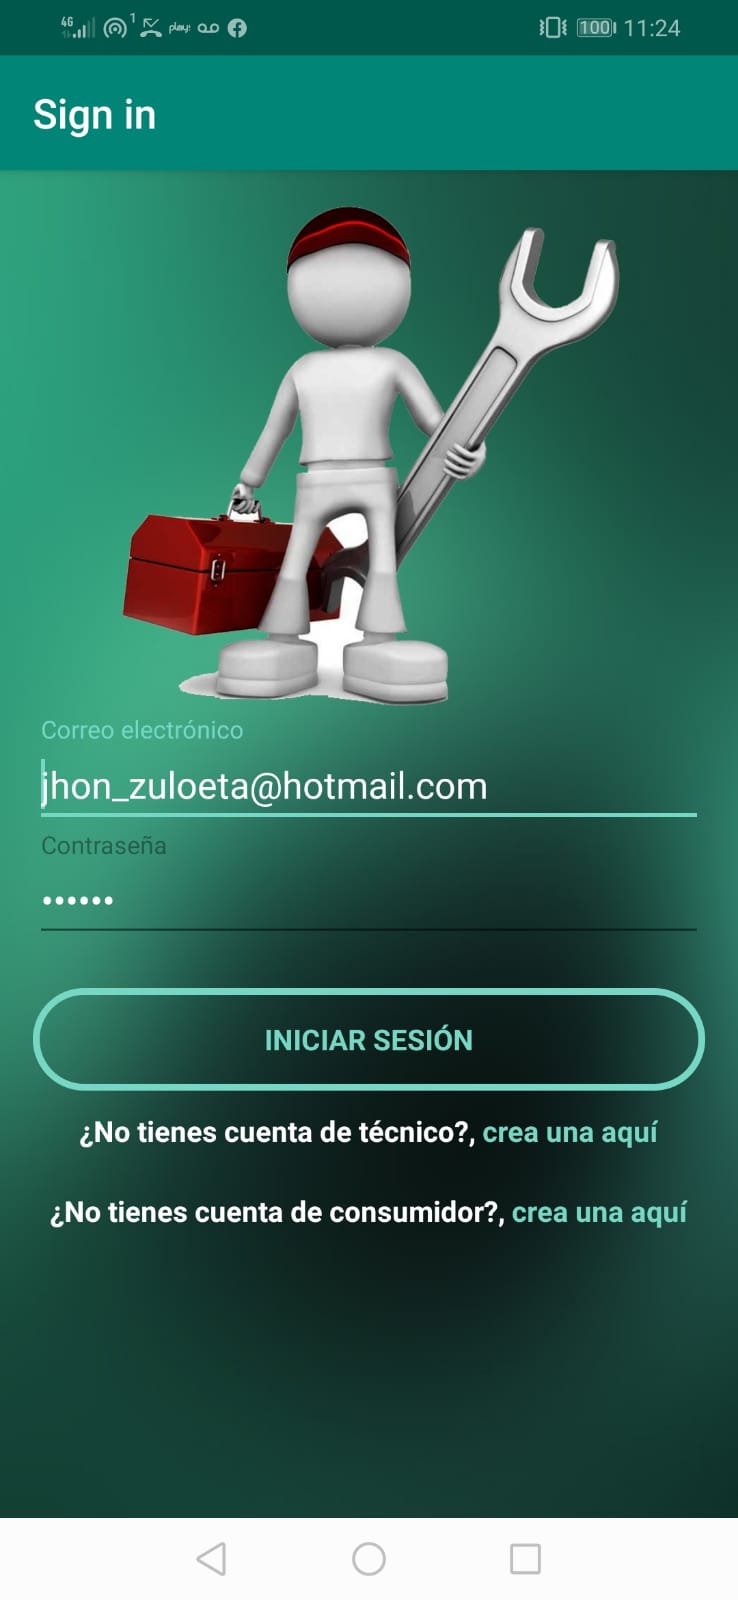 4G 1 play: 100 11:24
Sign in
Correo electrónico
jhon_zuloeta@hotmail.com
Contraseña
••••••
INICIAR SESIÓN
¿No tienes cuenta de técnico?, crea una aquí
¿No tienes cuenta de consumidor?, crea una aquí